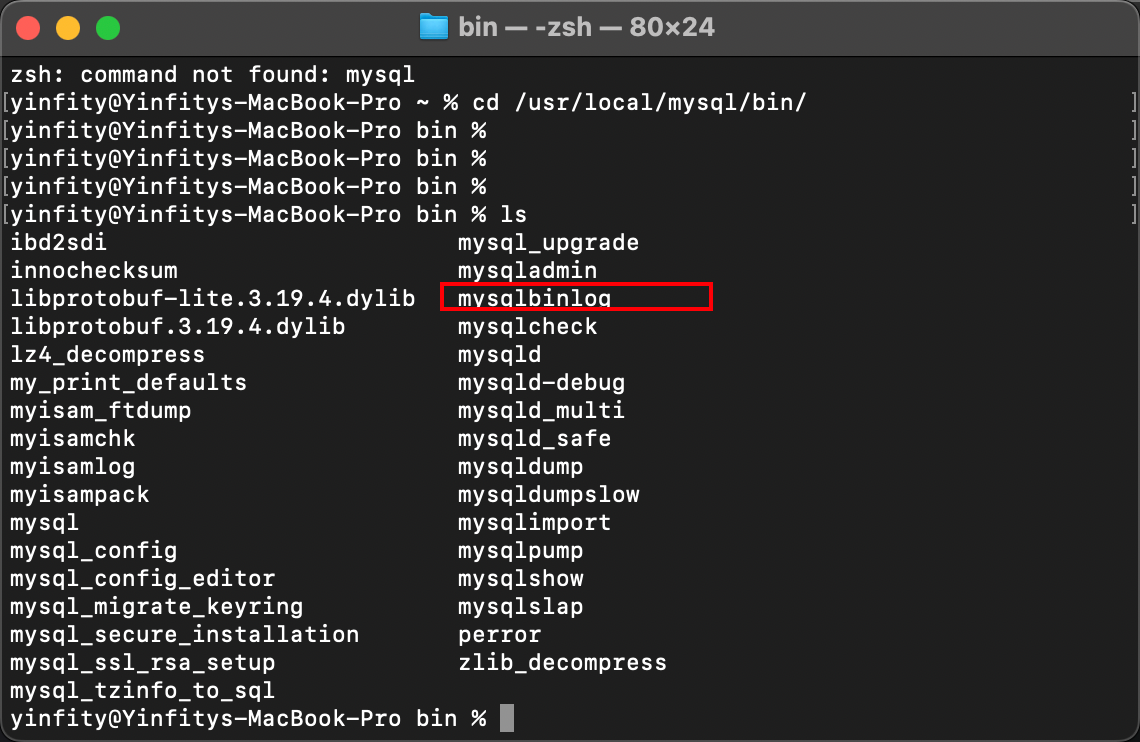 bin — -zsh — 80×24
zsh: command not found: mysql
[yinfity@Yinfitys-MacBook-Pro ~ % cd /usr/local/mysql/bin/ ]
[yinfity@Yinfitys-MacBook-Pro bin % ]
[yinfity@Yinfitys-MacBook-Pro bin % ]
[yinfity@Yinfitys-MacBook-Pro bin % ]
[yinfity@Yinfitys-MacBook-Pro bin % ls ]
ibd2sdi mysql_upgrade
innochecksum mysqladmin
libprotobuf-lite.3.19.4.dylib mysqlbinlog
libprotobuf.3.19.4.dylib mysqlcheck
lz4_decompress mysqld
my_print_defaults mysqld-debug
myisam_ftdump mysqld_multi
myisamchk mysqld_safe
myisamlog mysqldump
myisampack mysqldumpslow
mysql mysqlimport
mysql_config mysqlpump
mysql_config_editor mysqlshow
mysql_migrate_keyring mysqlslap
mysql_secure_installation perror
mysql_ssl_rsa_setup zlib_decompress
mysql_tzinfo_to_sql
yinfity@Yinfitys-MacBook-Pro bin %